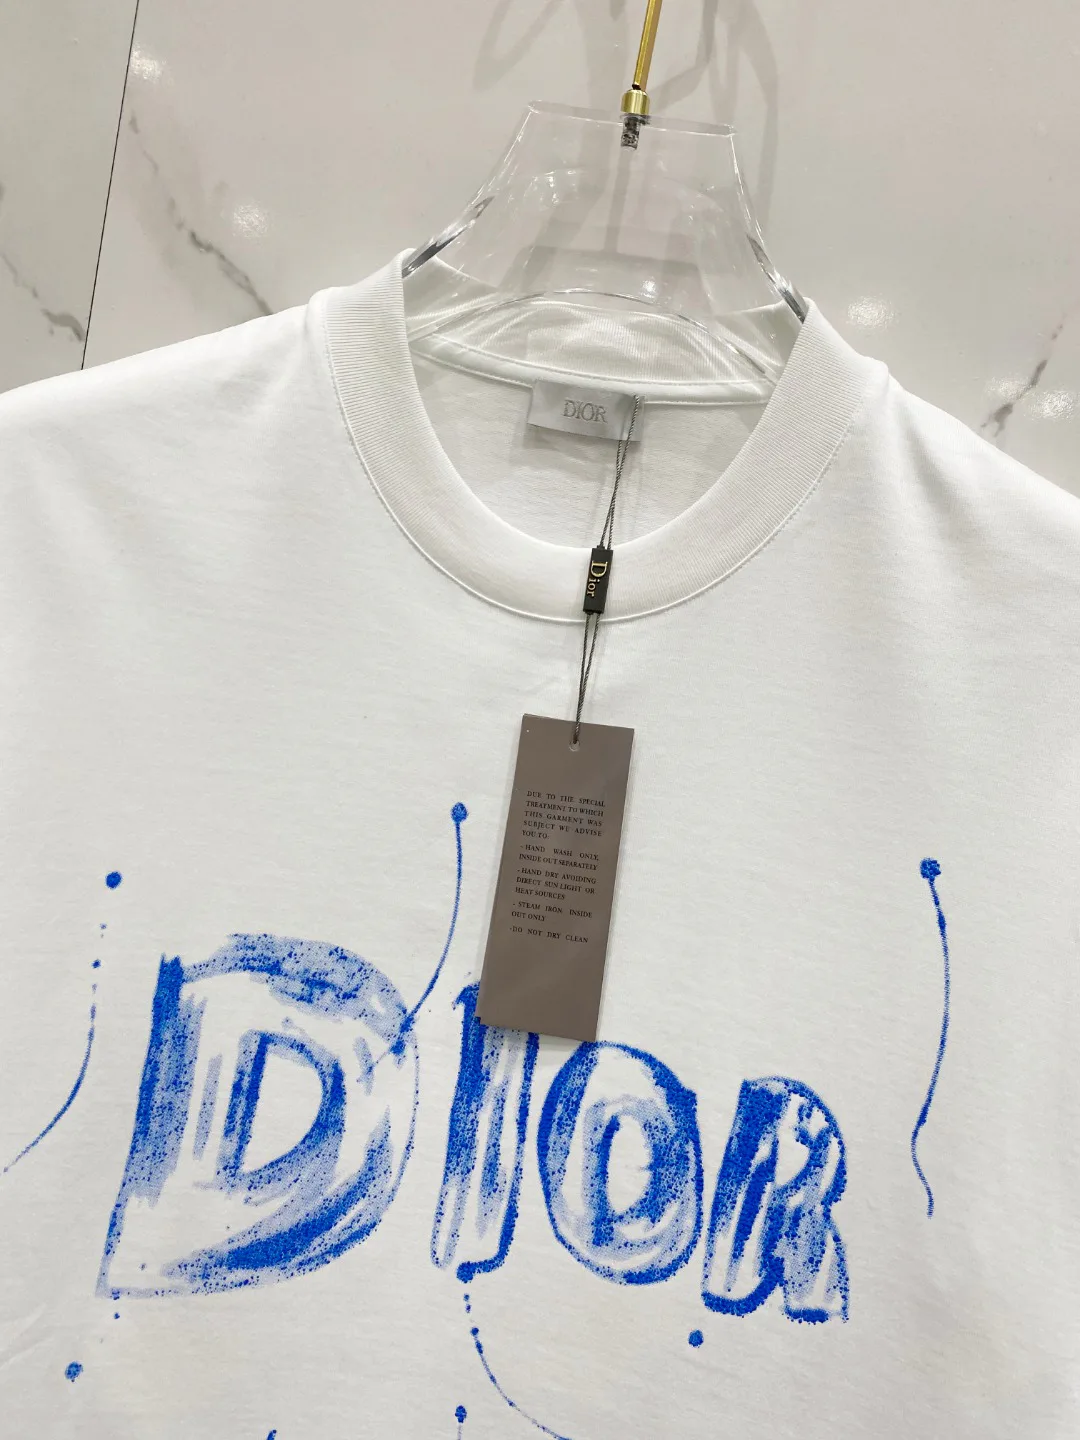 DIOR
Dior
DUE TO THE SPECIAL
TREATMENT TO WHICH
THIS GARMENT WAS
SUBJECT WE ADVISE
YOU TO:
-HAND WASH ONLY,
INSIDE OUT SEPARATELY
-HAND DRY AVOIDING
DIRECT SUN LIGHT OR
HEAT SOURCES
- STEAM IRON INSIDE
OUT ONLY
-DO NOT DRY CLEAN
DIOR